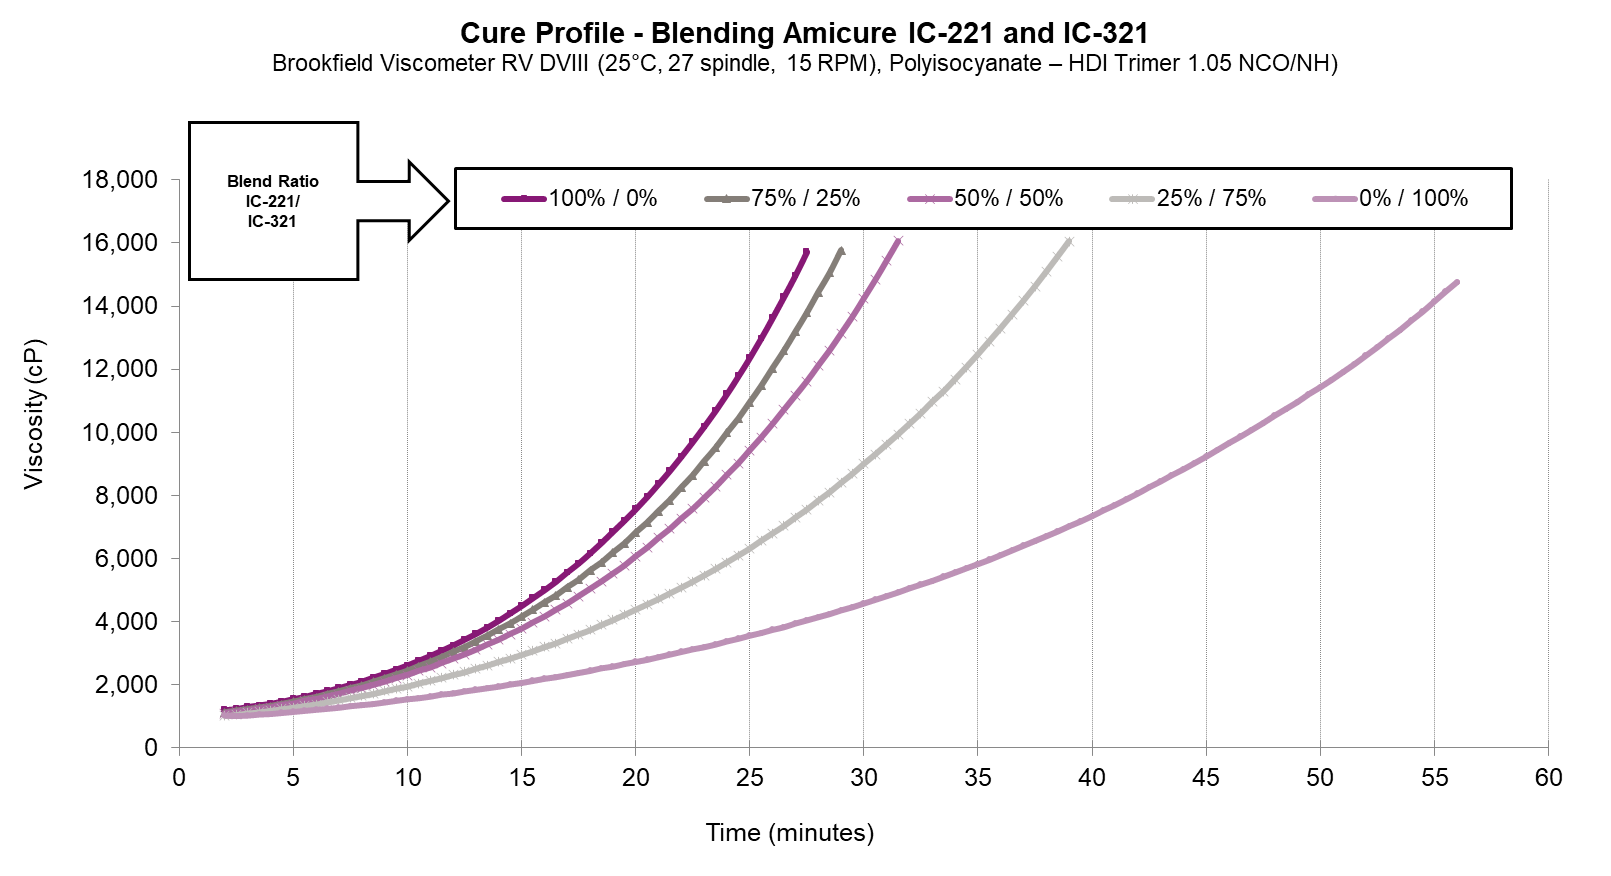 Cure Profile - Blending Amicure IC-221 and IC-321
Brookfield Viscometer RV DVIII (25°C, 27 spindle, 15 RPM), Polyisocyanate – HDI Trimer 1.05 NCO/NH)
Blend Ratio
IC-221/
IC-321
100% / 0% 75% / 25% 50% / 50% 25% / 75% 0% / 100%
18,000
16,000
14,000
12,000
10,000
8,000
6,000
4,000
2,000
0
Viscosity (cP)
0 5 10 15 20 25 30 35 40 45 50 55 60
Time (minutes)